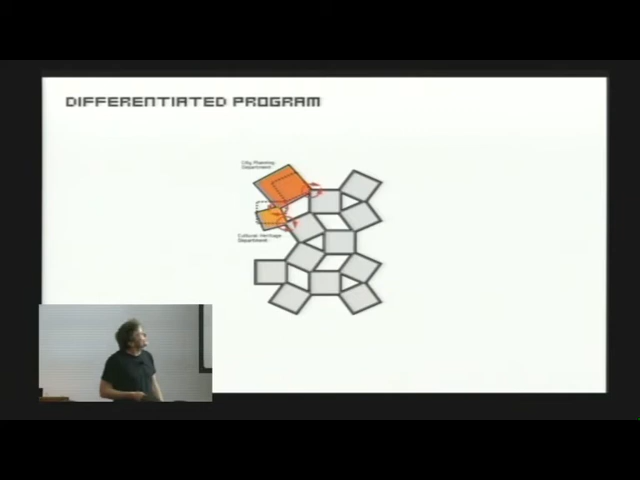 DIFFERENTIATED PROGRAM
City Planning
Department
Cultural Heritage
Department